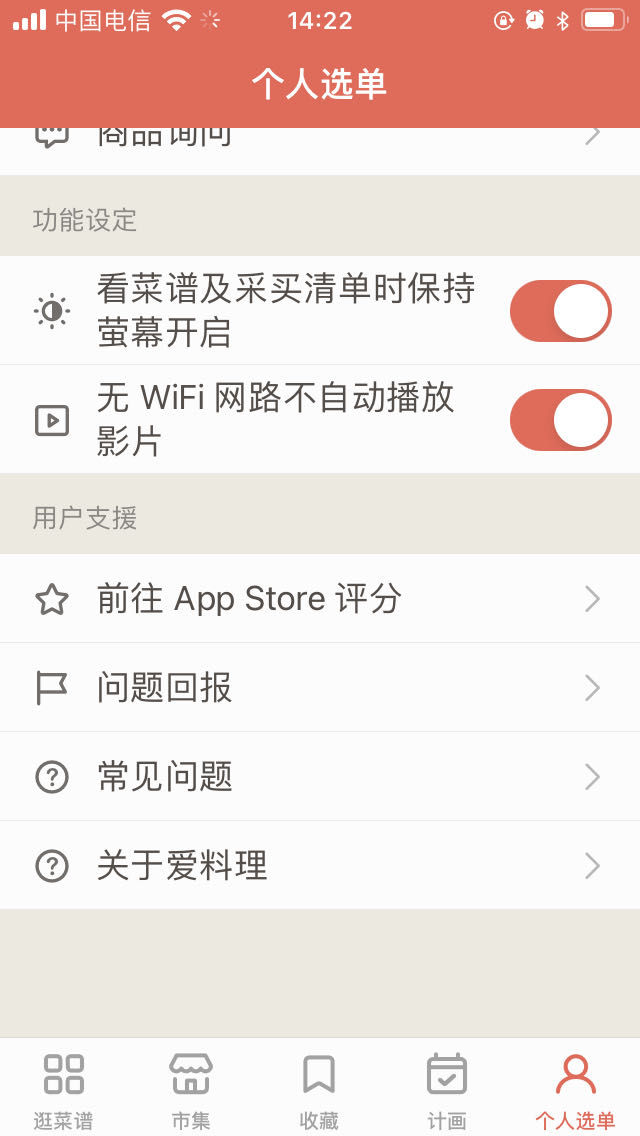 中国电信
14:22
个人选单
商品询问
功能设定
看菜谱及采买清单时保持
萤幕开启
无 WiFi 网路不自动播放
影片
用户支援
前往 App Store 评分
问题回报
常见问题
关于爱料理
逛菜谱
市集
收藏
计画
个人选单